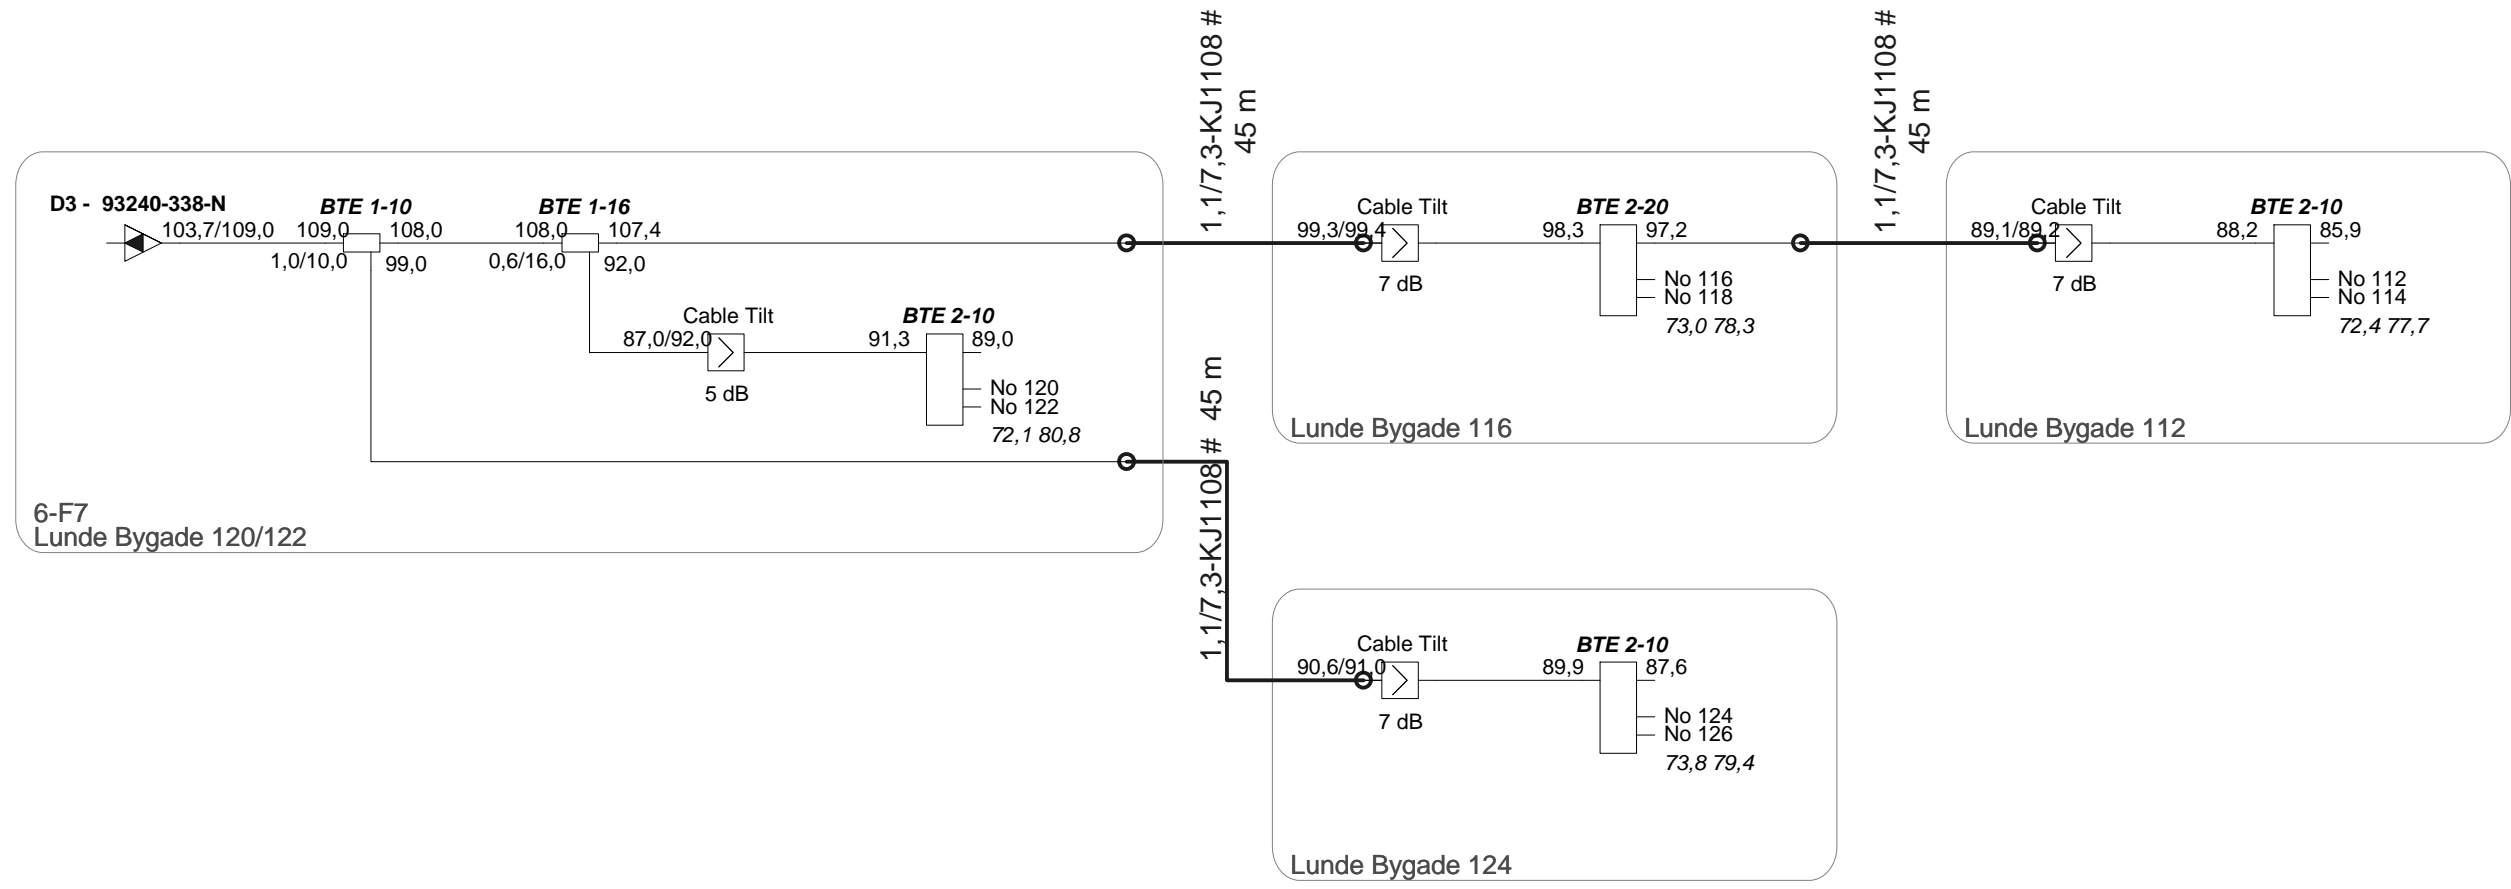 D3 - 93240-338-N
103,7/109,0
BTE 1-10
109,0
108,0
1,0/10,0
99,0
BTE 1-16
108,0
107,4
0,6/16,0
92,0
Cable Tilt
87,0/92,0
5 dB
BTE 2-10
91,3
89,0
No 120
No 122
72,1 80,8
6-F7
Lunde Bygade 120/122
1,1/7,3-KJ1108 #
45 m
Cable Tilt
99,3/99,4
7 dB
BTE 2-20
98,3
97,2
No 116
No 118
73,0 78,3
Lunde Bygade 116
1,1/7,3-KJ1108 #
45 m
Cable Tilt
89,1/89,2
7 dB
BTE 2-10
88,2
85,9
No 112
No 114
72,4 77,7
Lunde Bygade 112
1,1/7,3-KJ1108 # 45 m
Cable Tilt
90,6/91,0
7 dB
BTE 2-10
89,9
87,6
No 124
No 126
73,8 79,4
Lunde Bygade 124